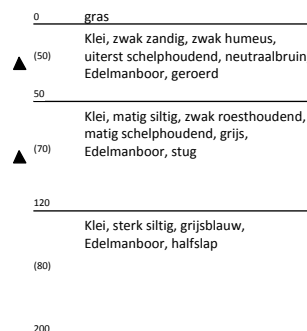 0 gras
Klei, zwak zandig, zwak humeus,
(50) uiterst schelphoudend, neutraalbruin,
Edelmanboor, geroerd
50
Klei, matig siltig, zwak roesthoudend,
matig schelphoudend, grijs,
(70) Edelmanboor, stug
120
Klei, sterk siltig, grijsblauw,
Edelmanboor, halfslap
(80)
200